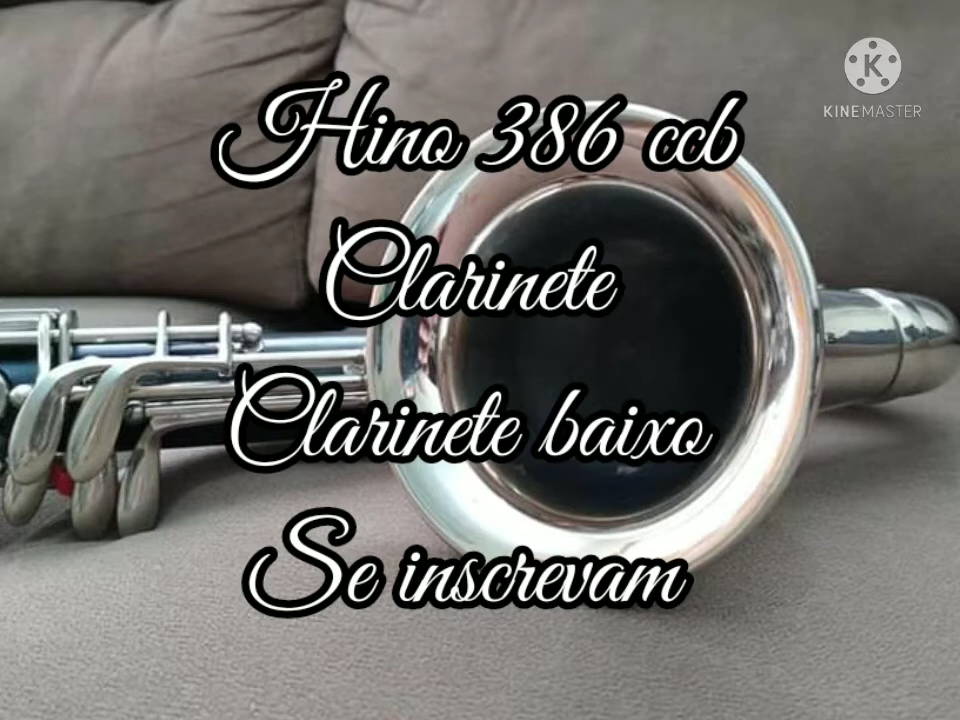 KINEMASTER
Hino 386 ccb
Clarinete
Clarinete baixo
Se inscrevam